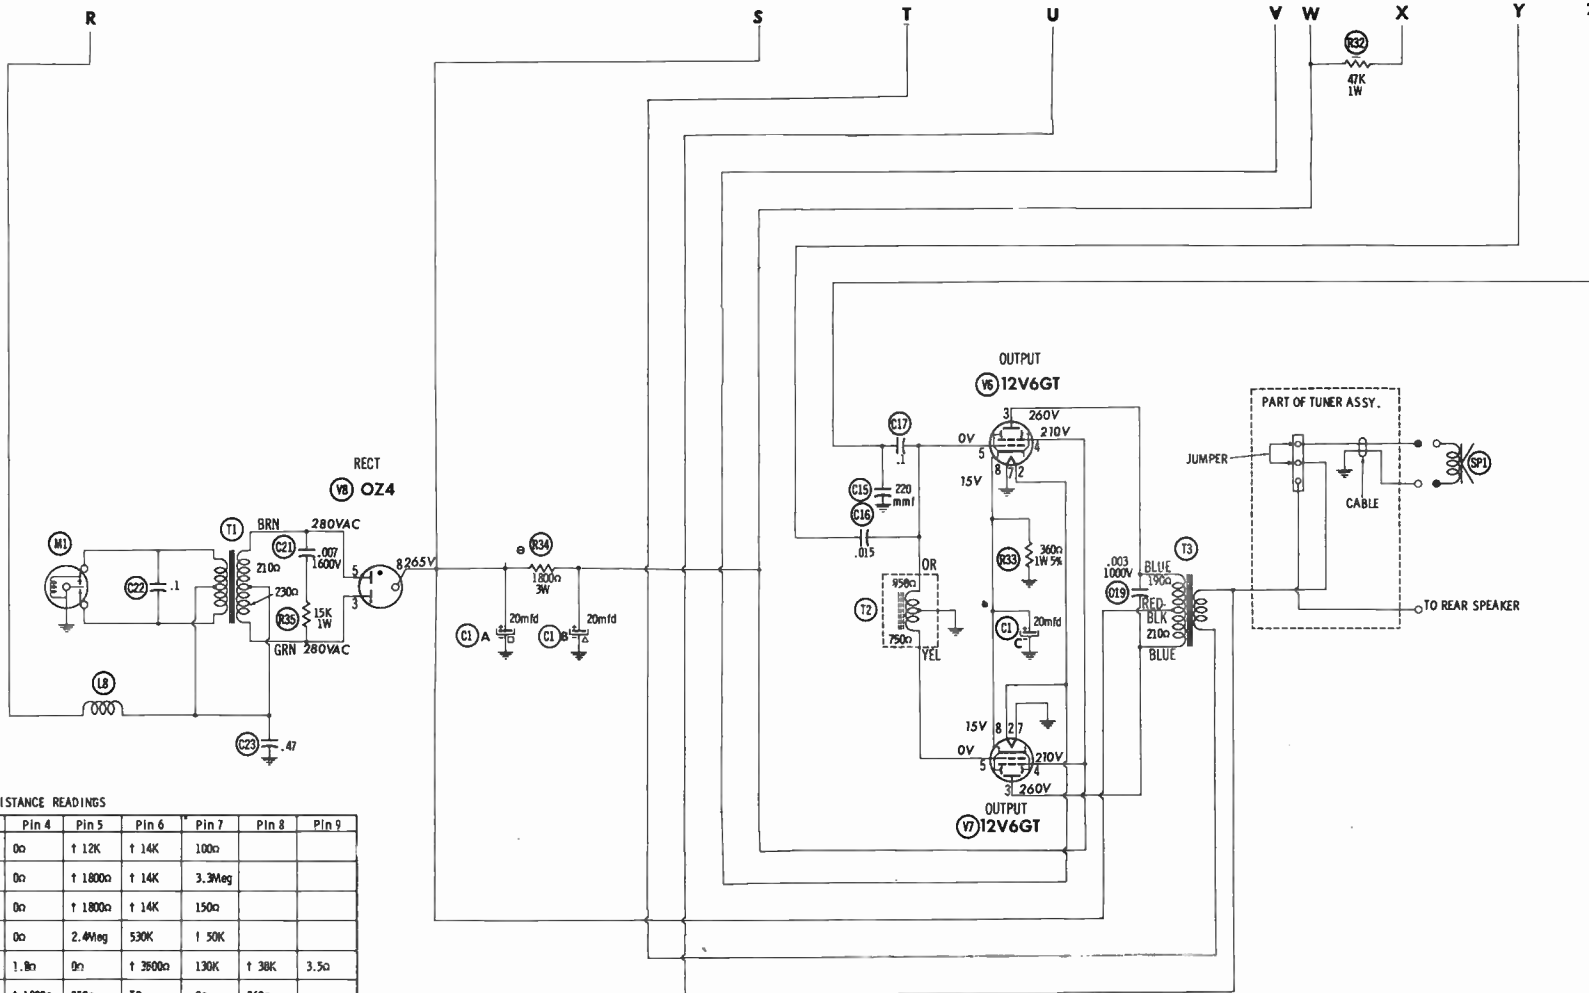 R
S
T
U
V
W
X
Y
R32
47K
1W
OUTPUT
V6 12V6GT
3
260V
C17
0V
210V
.1
5
4
8
7
2
15V
C15
220
mmf
C16
.015
PART OF TUNER ASSY.
JUMPER
SP1
CABLE
TO REAR SPEAKER
RECT
V8 OZ4
M1
T1
BRN
280VAC
C21
.007
1600V
210Ω
C22
.1
230Ω
R35
15K
1W
GRN 280VAC
5
3
8
265V
R34
1800Ω
3W
20mfd
C1 A
20mfd
C1 B
L8
C23
.47
R33
360Ω
1W 5%
OR
950Ω
T2
750Ω
YEL
C1
C
20mfd
.003
1000V
BLUE
190Ω
T3
RED-
BLK
210Ω
BLUE
15V 8 2 7
0V
5
210V
4
3 260V
OUTPUT
V7 12V6GT
ISTANCE READINGS
Pin 4 Pin 5 Pin 6 Pin 7 Pin 8 Pin 9
0Ω † 12K † 14K 100Ω
0Ω † 1800Ω † 14K 3.3Meg
0Ω † 1800Ω † 14K 150Ω
0Ω 2.4Meg 530K † 50K
1.8Ω 0Ω † 3600Ω 130K † 38K 3.5Ω